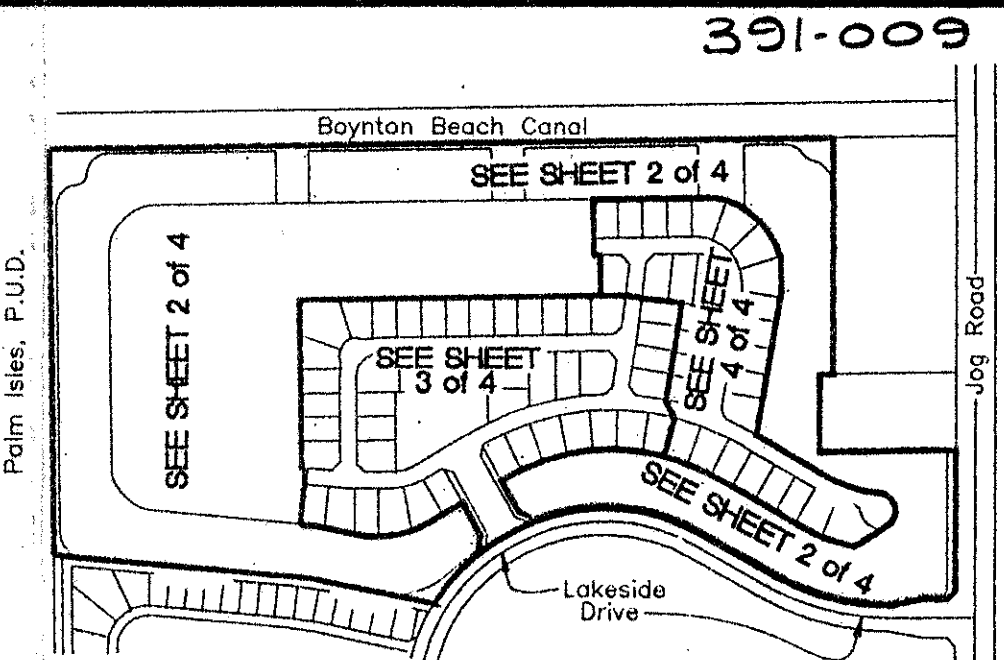 391-009
Boynton Beach Canal
SEE SHEET 2 of 4
Palm Isles, P.U.D.
SEE SHEET 2 of 4
SEE SHEET
4 of 4
Jog Road
SEE SHEET
3 of 4
SEE SHEET 2 of 4
Lakeside
Drive